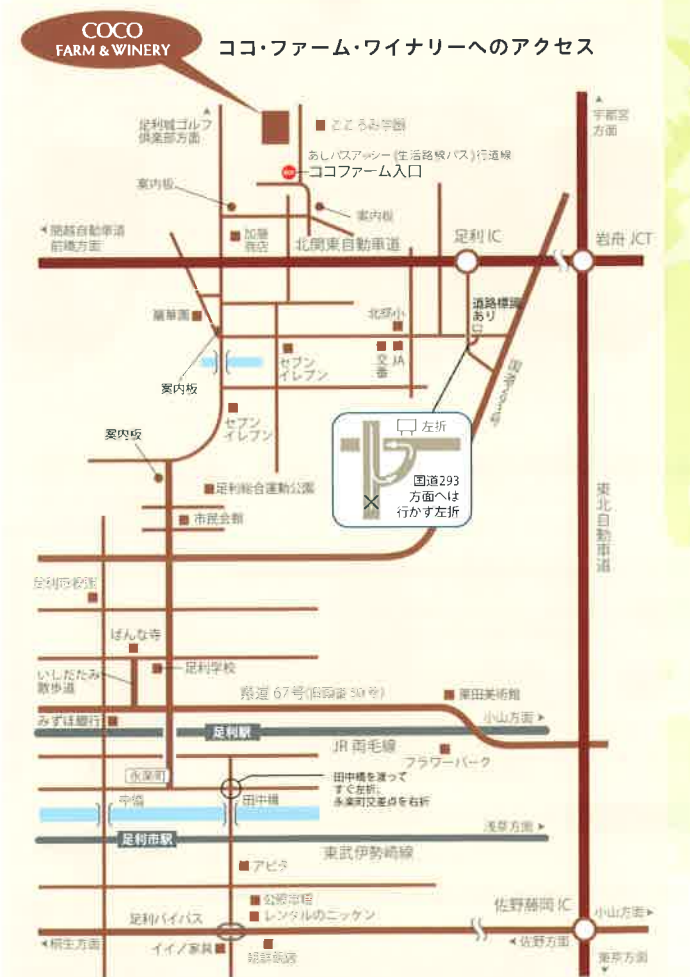 COCO
FARM & WINERY
ココ・ファーム・ワイナリーへのアクセス
足利城ゴルフ
倶楽部方面
こころみ学園
宇都宮
方面
あしバスアッシー(生活路線バス)行道線
ココファーム入口
案内板
案内板
関越自動車道
前橋方面
加藤
商店
北関東自動車道
足利IC
岩舟JCT
道路標識
あり
北郷小
案内板
セブン
イレブン
交番
JA
国道293号
セブン
イレブン
案内板
左折
国道293
方面へは
行かず左折
足利総合運動公園
市民会館
東北自動車道
足利市役所
ばんな寺
足利学校
いしだたみ
散歩道
県道67号(旧国道50号)
栗田美術館
みずほ銀行
足利駅
小山方面
JR両毛線
フラワーパーク
永楽町
田中橋を渡って
すぐ左折、
永楽町交差点を右折
中橋
田中橋
浅草方面
足利市駅
東武伊勢崎線
アピタ
公設市場
レンタルのニッケン
佐野藤岡IC
小山方面
足利バイパス
桐生方面
イイノ家具
佐野方面
東京方面